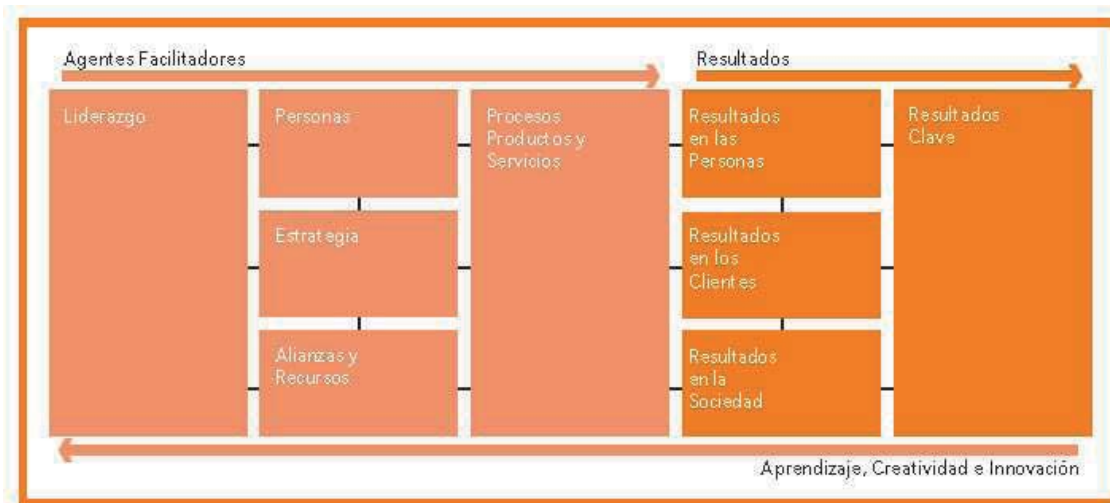 Agentes Facilitadores
Resultados
Liderazgo
Personas
Procesos
Productos y
Servicios
Resultados
en las
Personas
Resultados
Clave
Estrategia
Resultados
en los
Clientes
Alianzas y
Recursos
Resultados
en la
Sociedad
Aprendizaje, Creatividad e Innovación